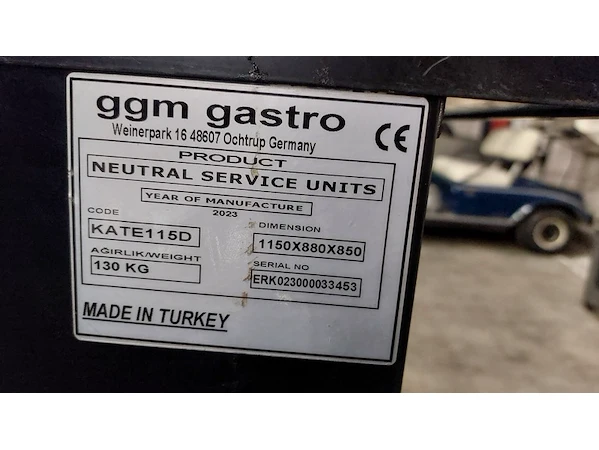 ggm gastro
CE
Weinerpark 16 48607 Ochtrup Germany
PRODUCT
NEUTRAL SERVICE UNITS
YEAR OF MANUFACTURE
2023
CODE
KATE115D
DIMENSION
1150X880X850
AĞIRLIK/WEIGHT
130 KG
SERIAL NO
ERK023000033453
MADE IN TURKEY